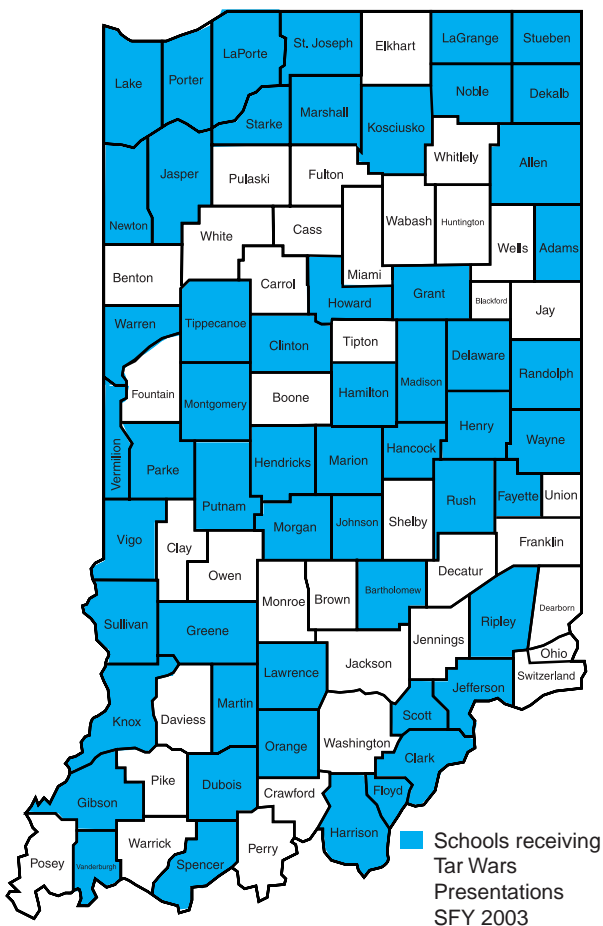 St. Joseph
LaGrange
Stueben
Elkhart
LaPorte
Lake
Porter
Noble
Dekalb
Marshall
Starke
Kosciusko
Whitlely
Allen
Jasper
Fulton
Pulaski
Wabash
Huntington
Newton
White
Cass
Wells
Adams
Miami
Benton
Carrol
Grant
Howard
Blackford
Jay
Warren
Tippecanoe
Clinton
Tipton
Delaware
Randolph
Madison
Fountain
Hamilton
Montgomery
Boone
Henry
Wayne
Vermilion
Parke
Hendricks
Marion
Hancock
Putnam
Rush
Fayette
Union
Morgan
Johnson
Shelby
Vigo
Clay
Franklin
Owen
Decatur
Bartholomew
Monroe
Brown
Dearborn
Sullivan
Greene
Ripley
Jennings
Ohio
Jackson
Lawrence
Switzerland
Jefferson
Martin
Knox
Daviess
Scott
Orange
Washington
Clark
Pike
Dubois
Crawford
Floyd
Gibson
Harrison
Warrick
Perry
Posey
Vanderburgh
Spencer
Schools receiving
Tar Wars
Presentations
SFY 2003